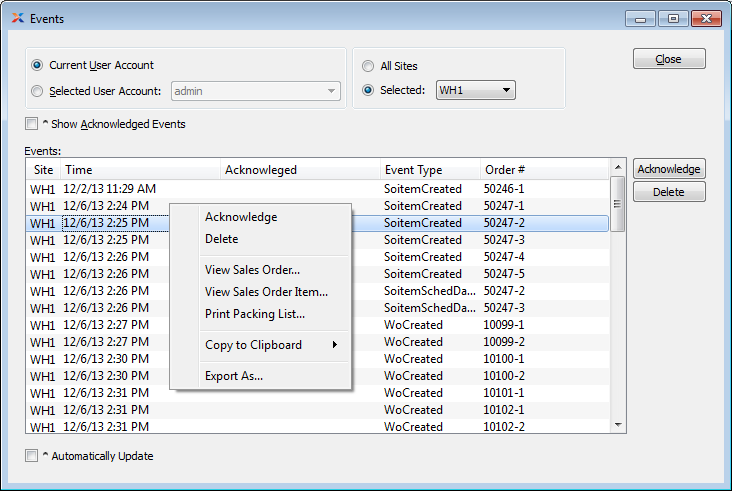 Events
Current User Account
All Sites
Close
Selected User Account: admin
Selected: WH1
^ Show Acknowledged Events
Events:
Site Time Acknowleged Event Type Order #
Acknowledge
Delete
WH1 12/2/13 11:29 AM SoitemCreated 50246-1
WH1 12/6/13 2:24 PM SoitemCreated 50247-1
WH1 12/6/13 2:25 PM SoitemCreated 50247-2
WH1 12/6/13 2:25 PM SoitemCreated 50247-3
WH1 12/6/13 2:26 PM SoitemCreated 50247-4
WH1 12/6/13 2:26 PM SoitemCreated 50247-5
WH1 12/6/13 2:26 PM SoitemSchedDa... 50247-2
WH1 12/6/13 2:26 PM SoitemSchedDa... 50247-3
WH1 12/6/13 2:27 PM WoCreated 10099-1
WH1 12/6/13 2:27 PM WoCreated 10099-2
WH1 12/6/13 2:30 PM WoCreated 10100-1
WH1 12/6/13 2:30 PM WoCreated 10100-2
WH1 12/6/13 2:31 PM WoCreated 10101-1
WH1 12/6/13 2:31 PM WoCreated 10102-1
WH1 12/6/13 2:31 PM WoCreated 10102-2
Acknowledge
Delete
View Sales Order...
View Sales Order Item...
Print Packing List...
Copy to Clipboard
Export As...
^ Automatically Update